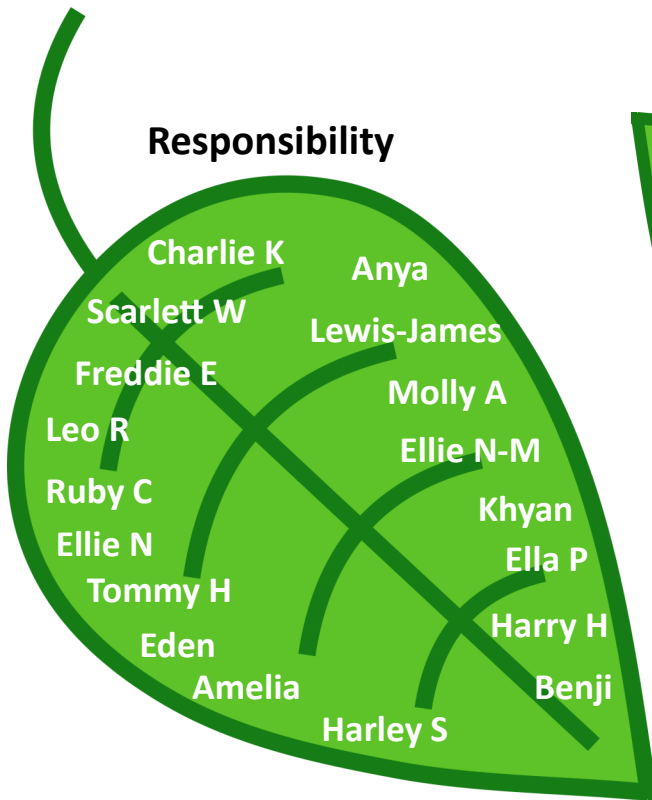 Responsibility
Charlie K
Anya
Scarlett W
Lewis-James
Freddie E
Molly A
Leo R
Ellie N-M
Ruby C
Khyan
Ellie N
Ella P
Tommy H
Harry H
Eden
Amelia
Benji
Harley S